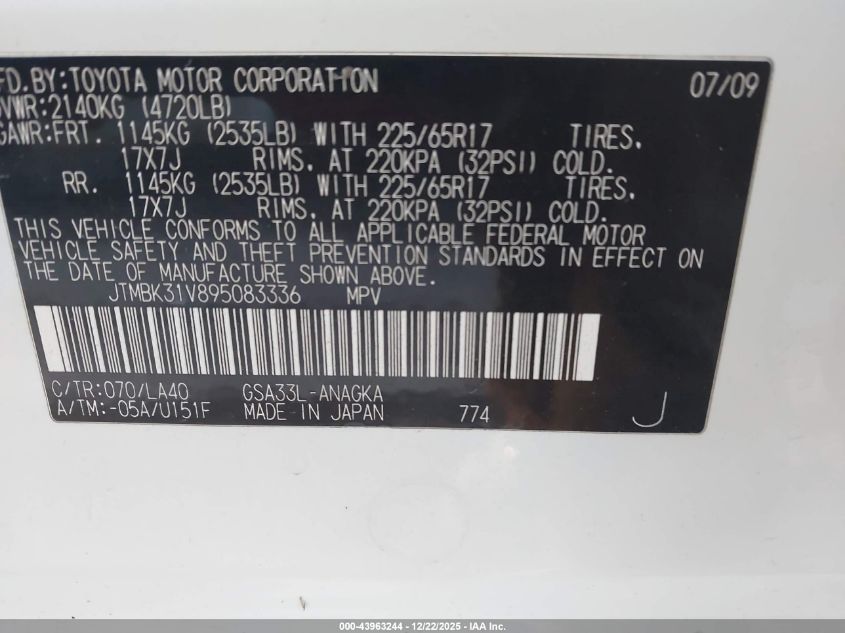 MFD.BY:TOYOTA MOTOR CORPORATION 07/09
GVWR:2140KG (4720LB)
GAWR:FRT. 1145KG (2535LB) WITH 225/65R17 TIRES,
17X7J RIMS, AT 220KPA (32PSI) COLD.
RR. 1145KG (2535LB) WITH 225/65R17 TIRES,
17X7J RIMS, AT 220KPA (32PSI) COLD.
THIS VEHICLE CONFORMS TO ALL APPLICABLE FEDERAL MOTOR
VEHICLE SAFETY AND THEFT PREVENTION STANDARDS IN EFFECT ON
THE DATE OF MANUFACTURE SHOWN ABOVE.
JTMBK31V895083336 MPV
C/TR:070/LA40 GSA33L-ANAGKA
A/TM:-05A/U151F MADE IN JAPAN 774 J
000-43963244 - 12/22/2025 - IAA Inc.